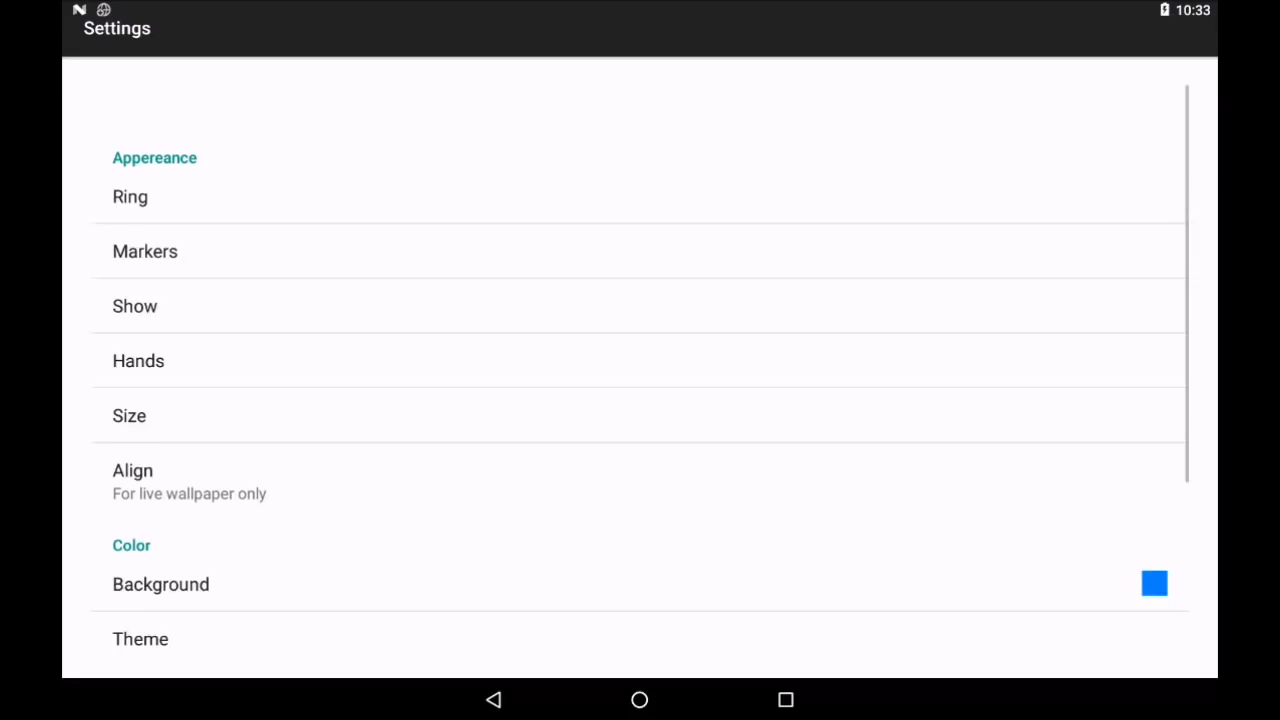 10:33
Settings
Appereance
Ring
Markers
Show
Hands
Size
Align
For live wallpaper only
Color
Background
Theme